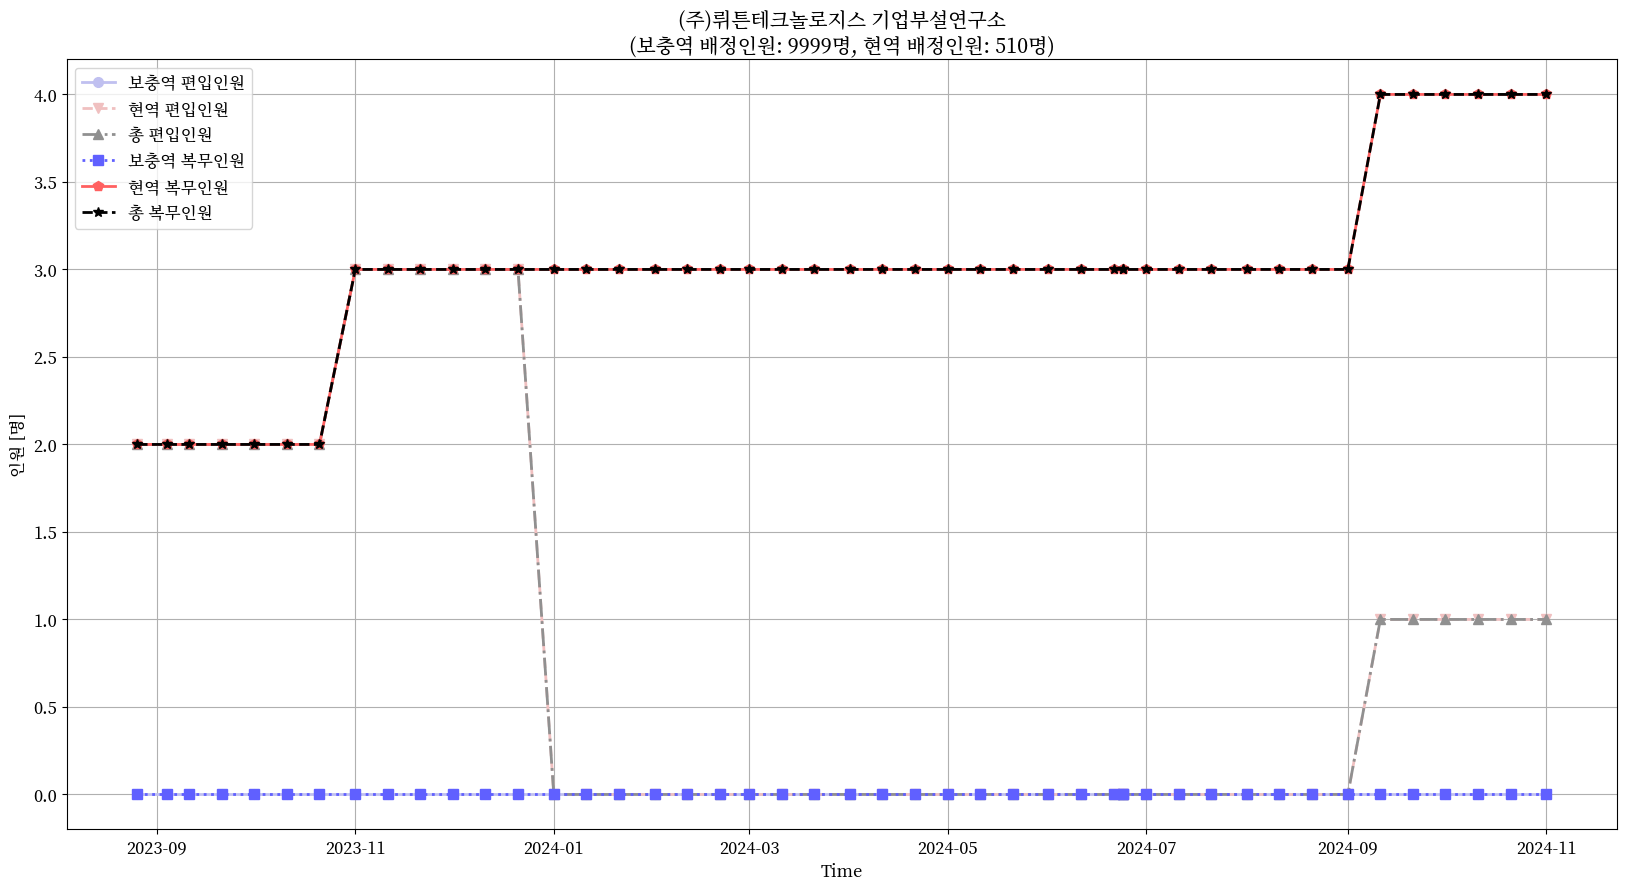 (주)뤼튼테크놀로지스 기업부설연구소
(보충역 배정인원: 9999명, 현역 배정인원: 510명)
보충역 편입인원
현역 편입인원
총 편입인원
보충역 복무인원
현역 복무인원
총 복무인원
4.0
3.5
3.0
2.5
2.0
1.5
1.0
0.5
0.0
인원 [명]
2023-09
2023-11
2024-01
2024-03
2024-05
2024-07
2024-09
2024-11
Time